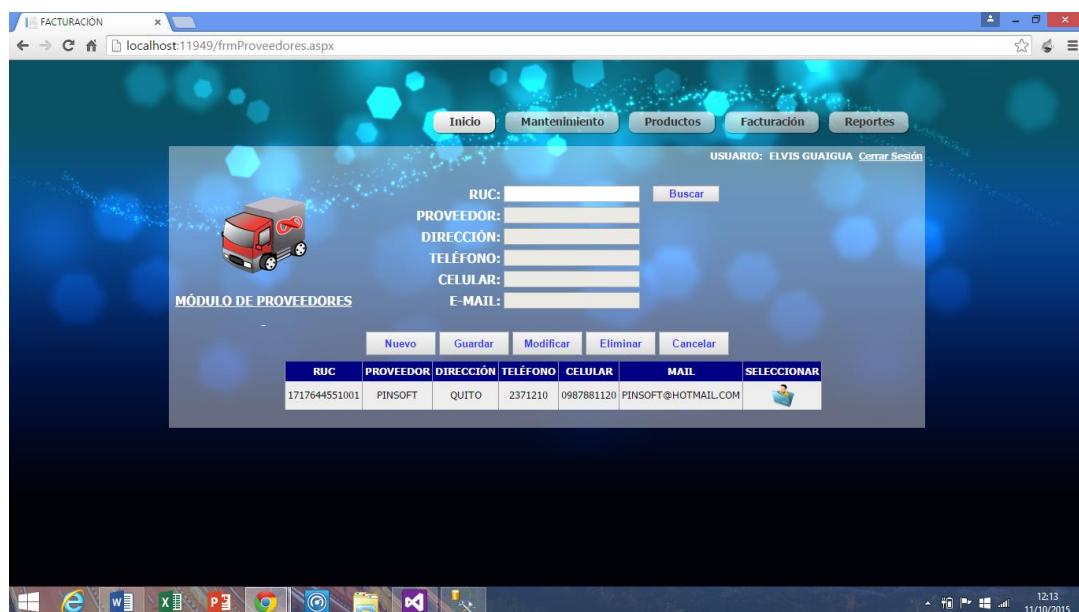 FACTURACIÓN
localhost:11949/frmProveedores.aspx
Inicio Mantenimiento Productos Facturación Reportes
USUARIO: ELVIS GUAIGUA Cerrar Sesión
RUC: Buscar
PROVEEDOR:
DIRECCIÓN:
TELÉFONO:
CELULAR:
E-MAIL:
MÓDULO DE PROVEEDORES
Nuevo Guardar Modificar Eliminar Cancelar
RUC PROVEEDOR DIRECCIÓN TELÉFONO CELULAR MAIL SELECCIONAR
1717644551001 PINSOFT QUITO 2371210 0987881120 PINSOFT@HOTMAIL.COM
12:13
11/10/2015